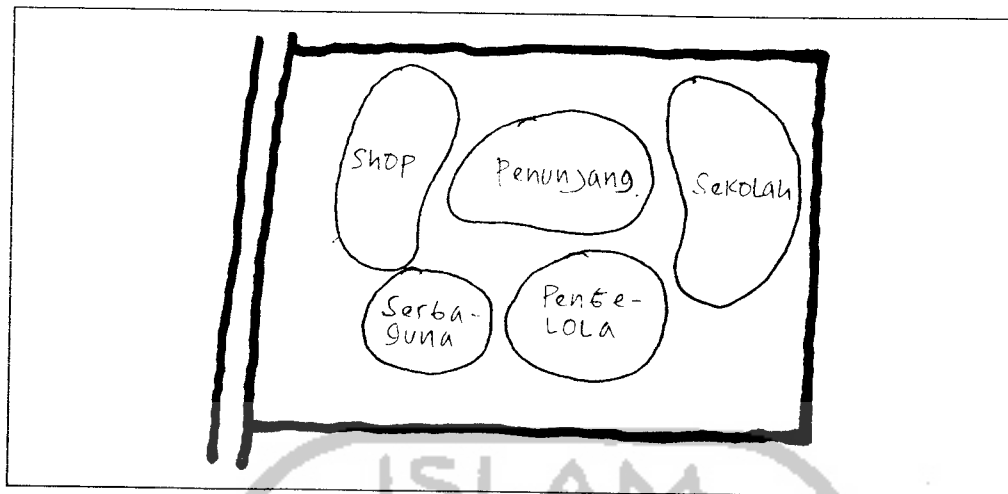 Shop
Penunjang.
Sekolah
Serba-
guna
Penge-
LOLA
ISLAM